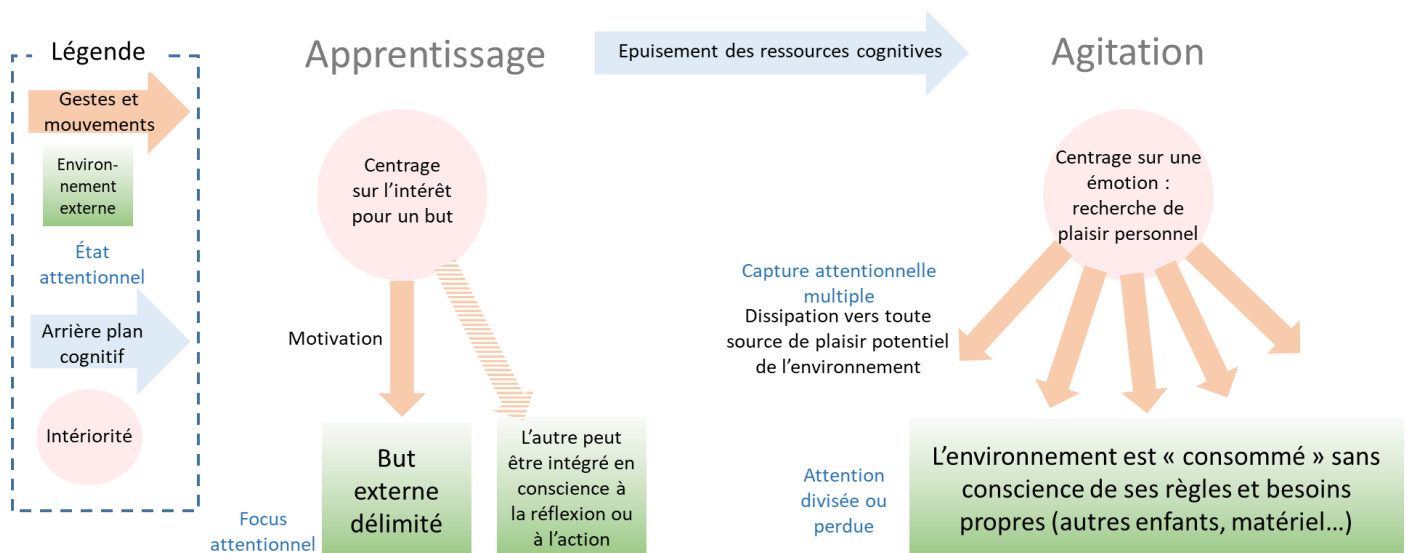 Légende
Gestes et
mouvements
Environ-
nement
externe
État
attentionnel
Arrière plan
cognitif
Intériorité
Apprentissage
Epuisement des ressources cognitives
Agitation
Centrage
sur l’intérêt
pour un but
Motivation
But
externe
délimité
Focus
attentionnel
L’autre peut
être intégré en
conscience à
la réflexion ou
à l’action
Centrage sur une
émotion :
recherche de
plaisir personnel
Capture attentionnelle
multiple
Dissipation vers toute
source de plaisir potentiel
de l’environnement
Attention
divisée ou
perdue
L’environnement est « consommé » sans
conscience de ses règles et besoins
propres (autres enfants, matériel...)